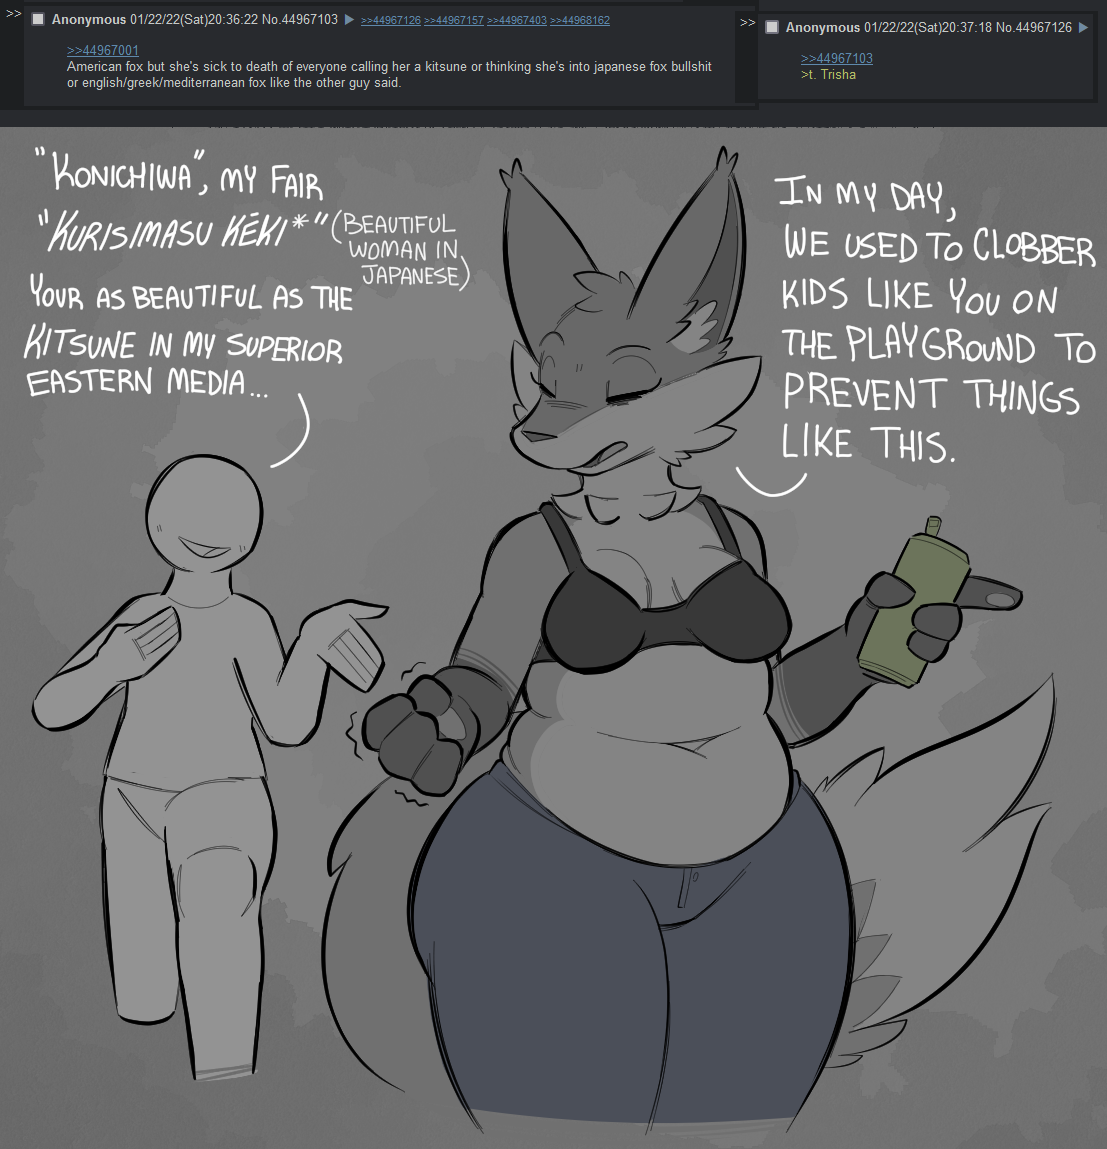 >> Anonymous 01/22/22(Sat)20:36:22 No.44967103 ▶ >>44967126 >>44967157 >>44967403 >>44968162
>>44967001
American fox but she's sick to death of everyone calling her a kitsune or thinking she's into japanese fox bullshit
or english/greek/mediterranean fox like the other guy said.
>> Anonymous 01/22/22(Sat)20:37:18 No.44967126 ▶
>>44967103
>t. Trisha
"KONICHIWA", MY FAIR
"KURISIMASU KĒKI*"
(BEAUTIFUL
WOMAN IN
JAPANESE)
YOUR AS BEAUTIFUL AS THE
KITSUNE IN MY SUPERIOR
EASTERN MEDIA...
IN MY DAY,
WE USED TO CLOBBER
KIDS LIKE YOU ON
THE PLAYGROUND TO
PREVENT THINGS
LIKE THIS.